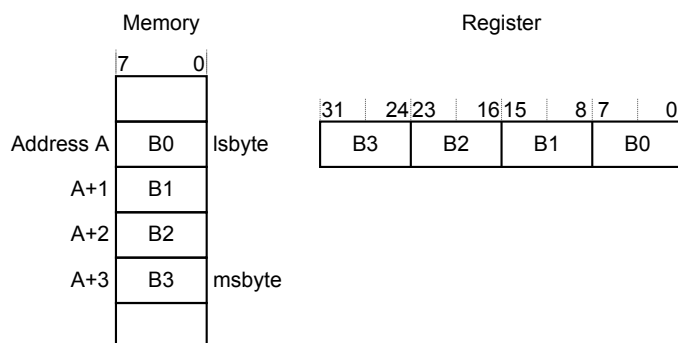 Memory
Register
7 0
31 24 23 16 15 8 7 0
Address A B0 lsbyte
B3 B2 B1 B0
A+1 B1
A+2 B2
A+3 B3 msbyte